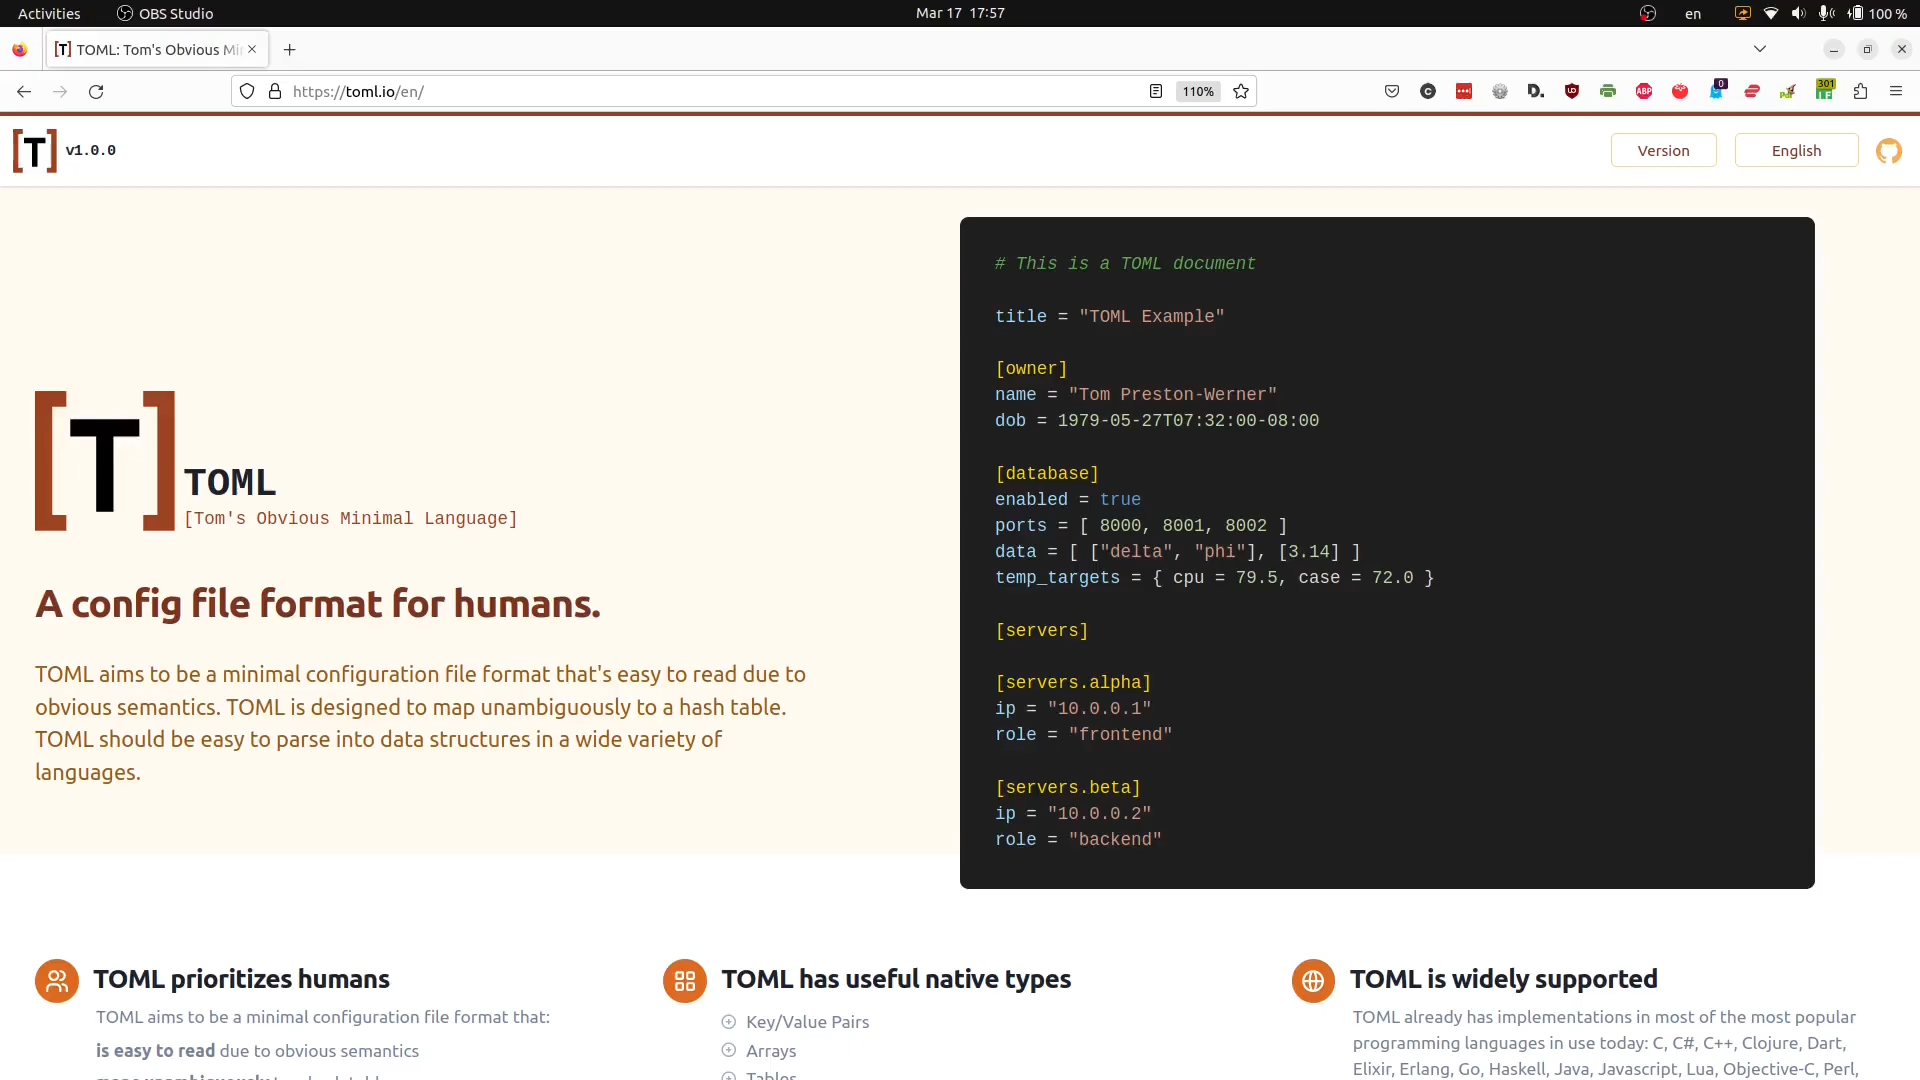 Activities
OBS Studio
Mar 17 17:57
en
100 %
[T] TOML: Tom's Obvious Mi
https://toml.io/en/
110%
C
D.
ABP
0
301
LF
[T] v1.0.0
Version
English
# This is a TOML document
title = "TOML Example"
[owner]
name = "Tom Preston-Werner"
dob = 1979-05-27T07:32:00-08:00
[database]
enabled = true
ports = [ 8000, 8001, 8002 ]
data = [ ["delta", "phi"], [3.14] ]
temp_targets = { cpu = 79.5, case = 72.0 }
[servers]
[servers.alpha]
ip = "10.0.0.1"
role = "frontend"
[servers.beta]
ip = "10.0.0.2"
role = "backend"
[T] TOML
[Tom's Obvious Minimal Language]
A config file format for humans.
TOML aims to be a minimal configuration file format that's easy to read due to
obvious semantics. TOML is designed to map unambiguously to a hash table.
TOML should be easy to parse into data structures in a wide variety of
languages.
TOML prioritizes humans
TOML aims to be a minimal configuration file format that:
is easy to read due to obvious semantics
TOML has useful native types
Key/Value Pairs
Arrays
Tables
TOML is widely supported
TOML already has implementations in most of the most popular
programming languages in use today: C, C#, C++, Clojure, Dart,
Elixir, Erlang, Go, Haskell, Java, Javascript, Lua, Objective-C, Perl,